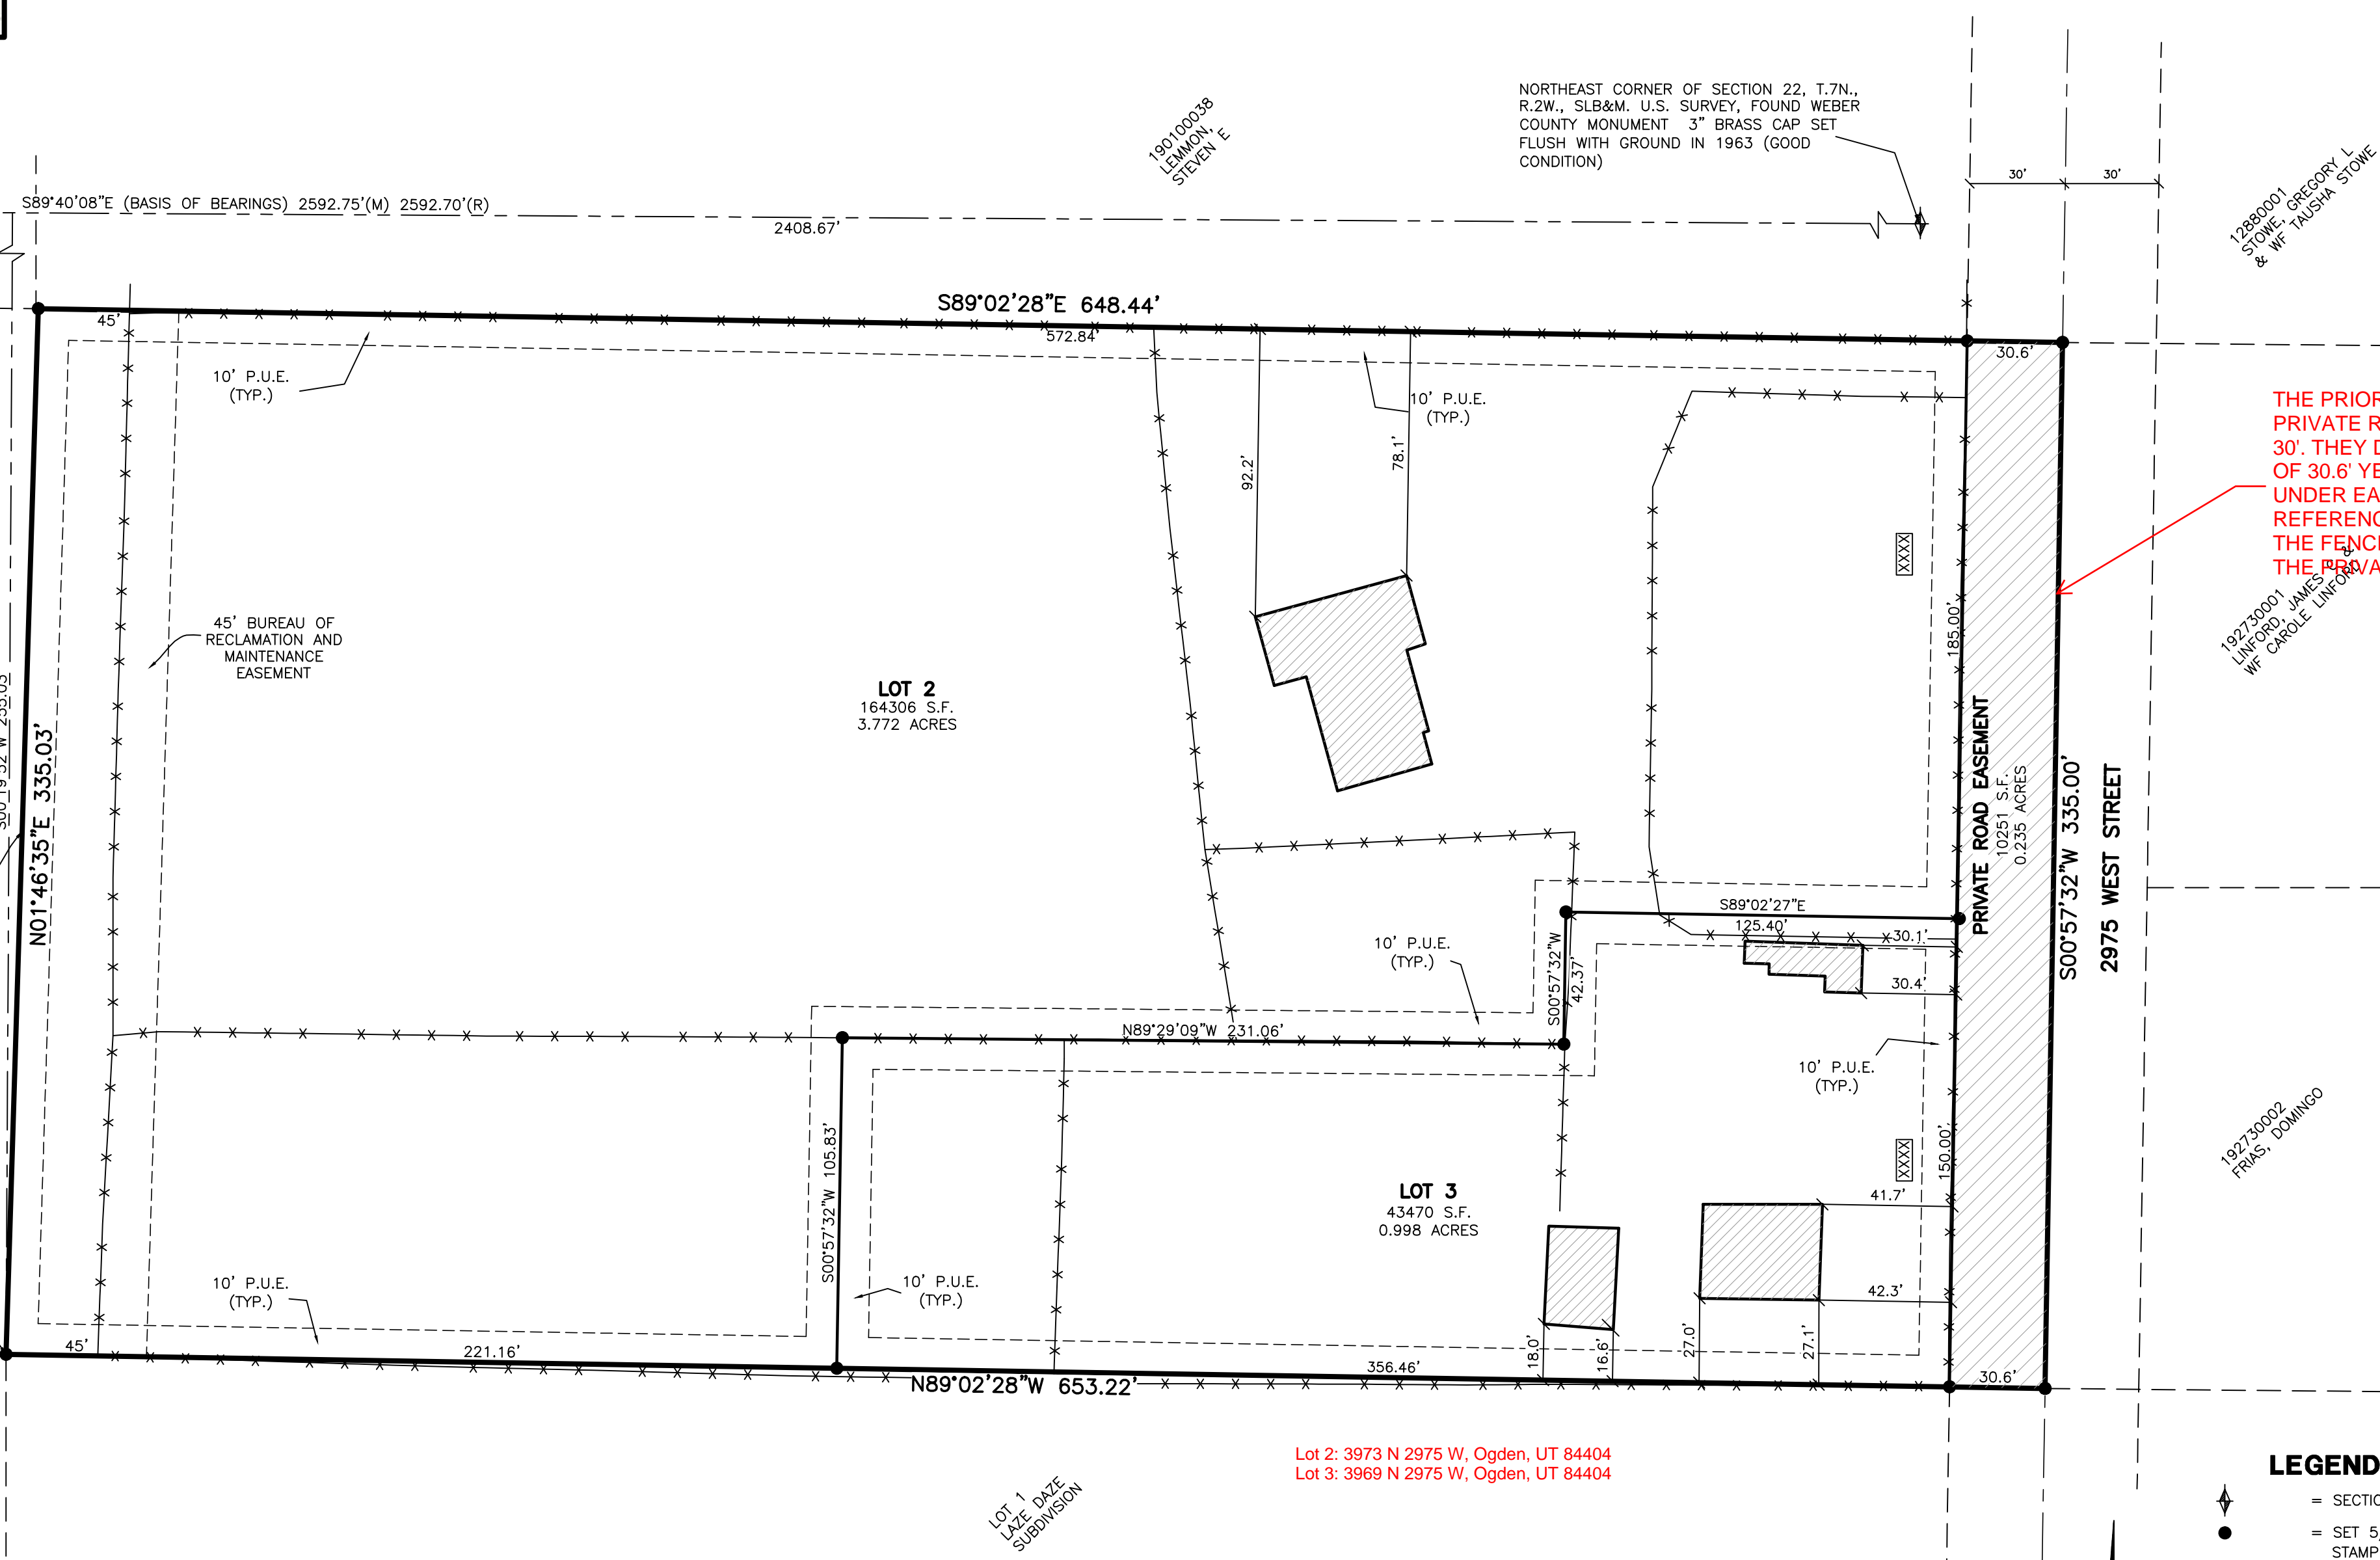 NORTHEAST CORNER OF SECTION 22, T.7N.,
R.2W., SLB&M. U.S. SURVEY, FOUND WEBER
COUNTY MONUMENT 3" BRASS CAP SET
FLUSH WITH GROUND IN 1963 (GOOD
CONDITION)
190100038
LEMMON,
STEVEN E
30'
30'
128800001
STOWE, GREGORY L
& WF TAUSHA STOWE
S89°40'08"E (BASIS OF BEARINGS) 2592.75'(M) 2592.70'(R)
2408.67'
S89°02'28"E 648.44'
45'
572.84'
30.6'
10' P.U.E.
(TYP.)
10' P.U.E.
(TYP.)
92.2'
78.1'
THE PRIOR
PRIVATE R
30'. THEY D
OF 30.6' YE
UNDER EA
REFERENC
THE FENC
THE PRIVA
192730001
LINFORD, JAMES C &
WF CAROLE LINFORD
XXXX
185.00'
45' BUREAU OF
RECLAMATION AND
MAINTENANCE
EASEMENT
LOT 2
164306 S.F.
3.772 ACRES
N01°46'35"E 335.03'
PRIVATE ROAD EASEMENT
10251 S.F.
0.235 ACRES
S00°57'32"W 335.00'
2975 WEST STREET
S89°02'27"E
125.40'
30.1'
30.4'
10' P.U.E.
(TYP.)
S00°57'32"W
42.37'
N89°29'09"W 231.06'
10' P.U.E.
(TYP.)
S00°57'32"W 105.83'
XXXX
150.00'
192730002
FRIAS, DOMINGO
LOT 3
43470 S.F.
0.998 ACRES
41.7'
42.3'
10' P.U.E.
(TYP.)
10' P.U.E.
(TYP.)
18.0'
16.6'
27.0'
27.1'
45'
221.16'
356.46'
30.6'
N89°02'28"W 653.22'
Lot 2: 3973 N 2975 W, Ogden, UT 84404
Lot 3: 3969 N 2975 W, Ogden, UT 84404
LOT 1
LAZE DAZE
SUBDIVISION
LEGEND
= SECTIO
= SET 5
STAMP